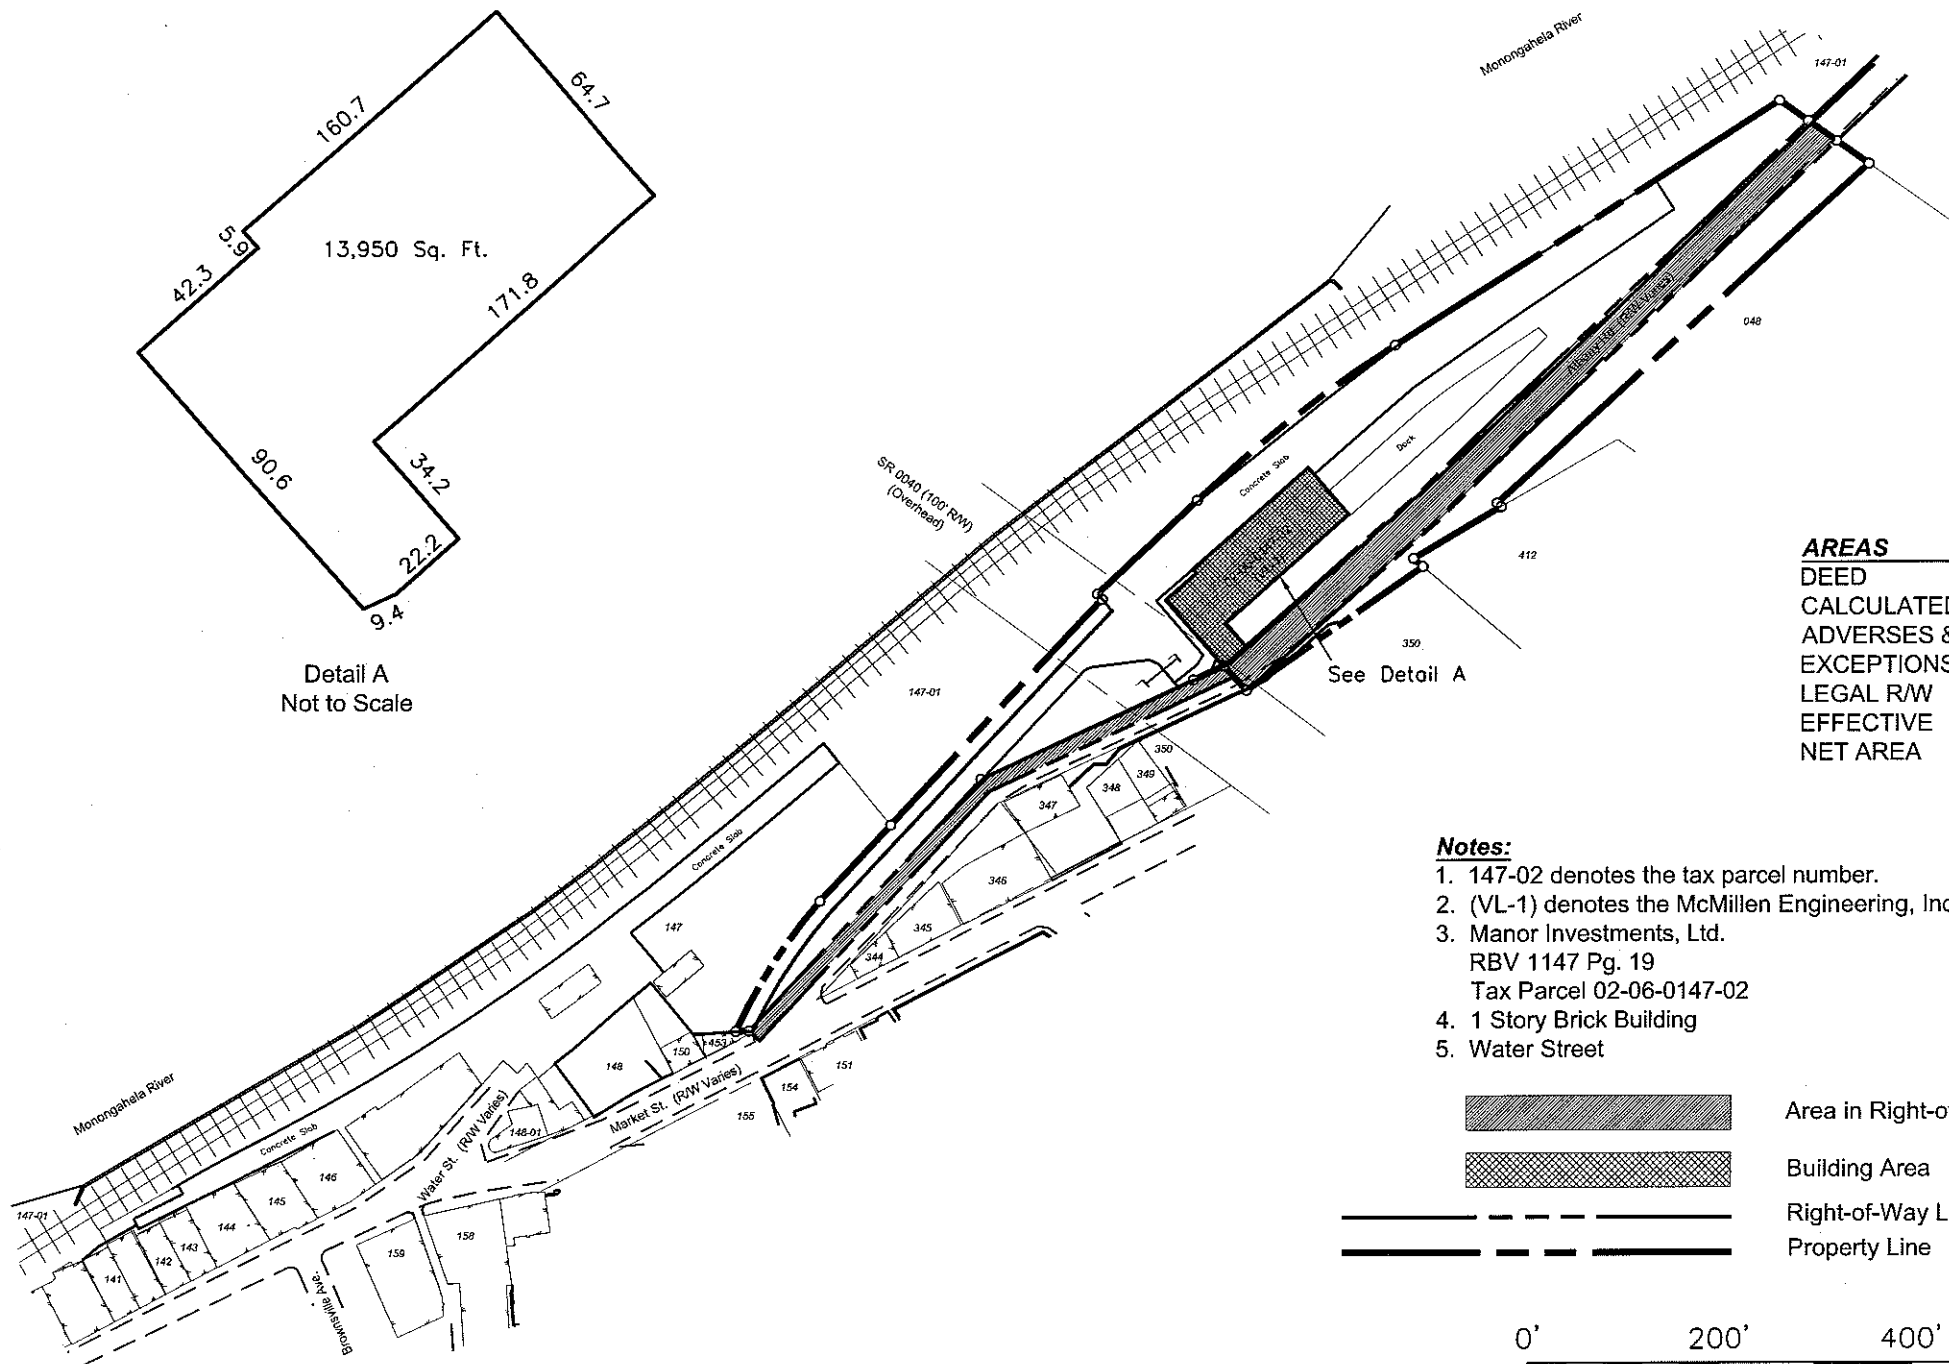 Monongahela River
147-01
64.7
160.7
5.9
13,950 Sq. Ft.
42.3
171.8
90.6
34.2
22.2
9.4
Detail A
Not to Scale
048
Albany Rd. (R/W Varies)
Dock
Concrete Slab
SR 0040 (100' R/W)
(Overhead)
412
350
See Detail A
147-01
AREAS
DEED
CALCULATED
ADVERSES &
EXCEPTIONS
LEGAL R/W
EFFECTIVE
NET AREA
350
349
348
347
346
345
344
Concrete Slab
147
Notes:
1. 147-02 denotes the tax parcel number.
2. (VL-1) denotes the McMillen Engineering, Inc
3. Manor Investments, Ltd.
RBV 1147 Pg. 19
Tax Parcel 02-06-0147-02
4. 1 Story Brick Building
5. Water Street
453
150
148
151
154
155
Market St. (R/W Varies)
148-01
Water St. (R/W Varies)
Monongahela River
Concrete Slab
146
145
144
143
142
141
147-01
158
159
Brownsville Ave.
Area in Right-o
Building Area
Right-of-Way L
Property Line
0' 200' 400'